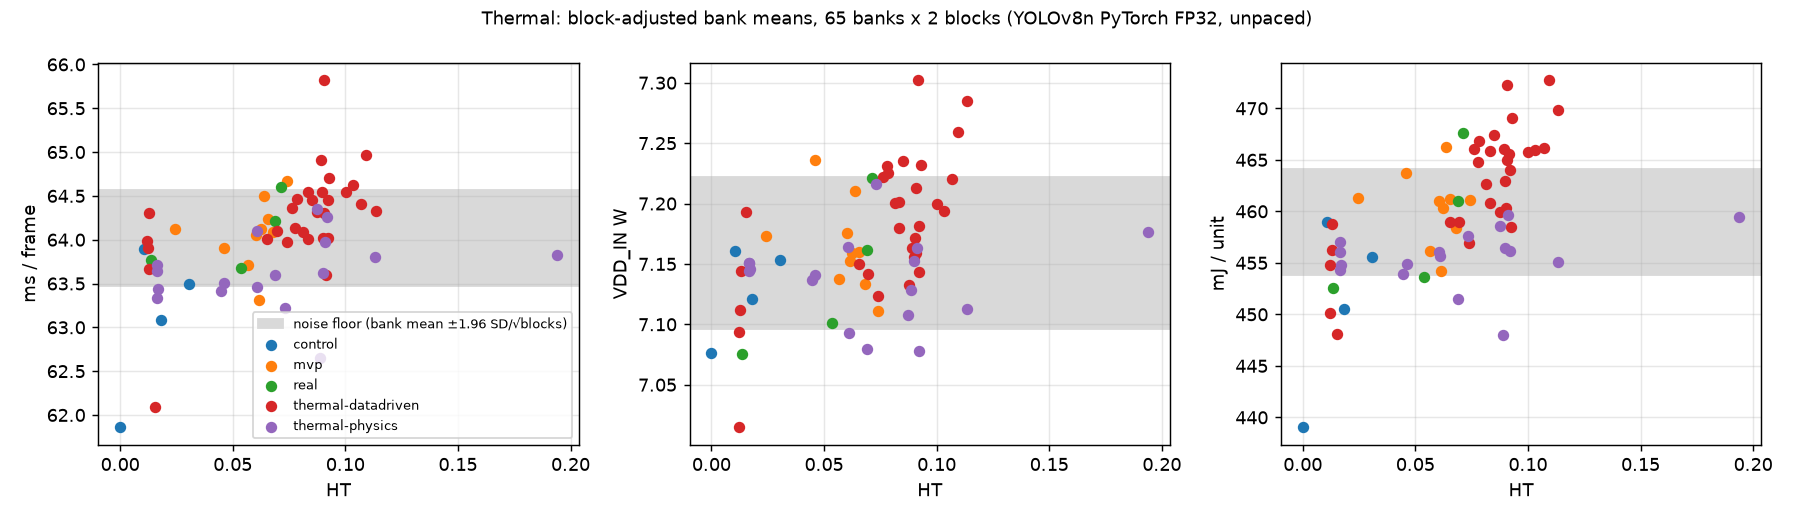 Thermal: block-adjusted bank means, 65 banks x 2 blocks (YOLOv8n PyTorch FP32, unpaced)
ms / frame
66.0
65.5
65.0
64.5
64.0
63.5
63.0
62.5
62.0
0.00 0.05 0.10 0.15 0.20
HT
noise floor (bank mean ±1.96 SD/√blocks)
control
mvp
real
thermal-datadriven
thermal-physics
VDD_IN W
7.30
7.25
7.20
7.15
7.10
7.05
0.00 0.05 0.10 0.15 0.20
HT
mJ / unit
470
465
460
455
450
445
440
0.00 0.05 0.10 0.15 0.20
HT